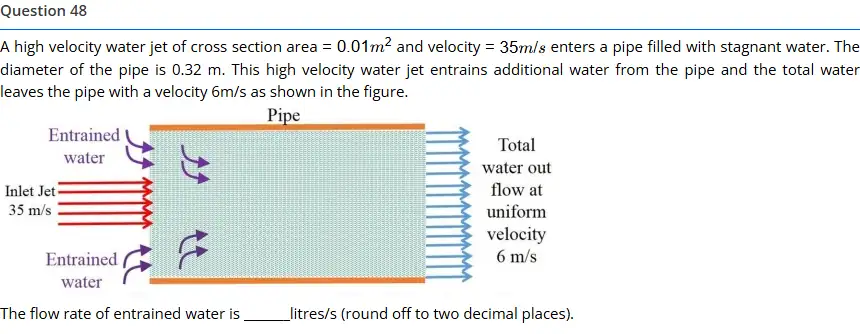 Question 48
A high velocity water jet of cross section area = 0.01m² and velocity = 35m/s enters a pipe filled with stagnant water. The
diameter of the pipe is 0.32 m. This high velocity water jet entrains additional water from the pipe and the total water
leaves the pipe with a velocity 6m/s as shown in the figure.
Pipe
Entrained
water
Inlet Jet
35 m/s
Entrained
water
Total
water out
flow at
uniform
velocity
6 m/s
The flow rate of entrained water is ______litres/s (round off to two decimal places).